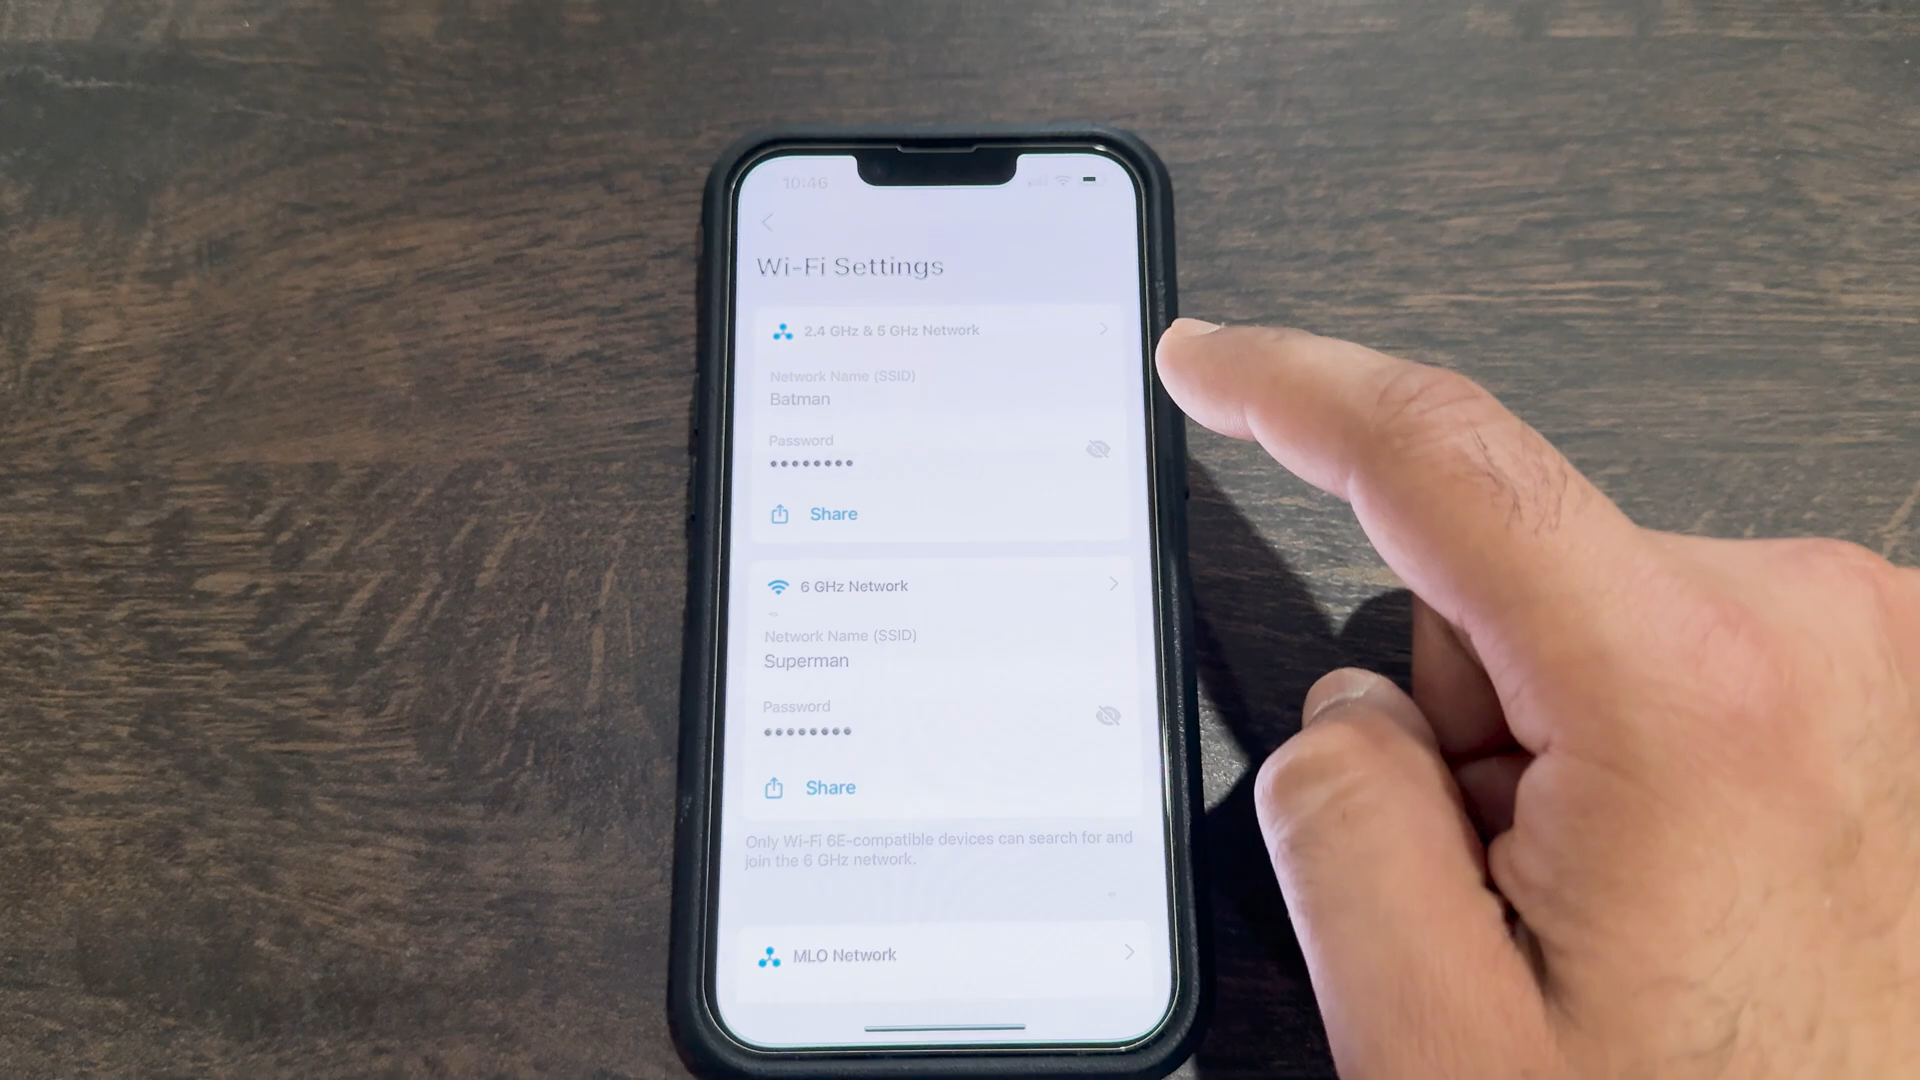 10:46
Wi-Fi Settings
2.4 GHz & 5 GHz Network
Network Name (SSID)
Batman
Password
••••••••
Share
6 GHz Network
Network Name (SSID)
Superman
Password
••••••••
Share
Only Wi-Fi 6E-compatible devices can search for and
join the 6 GHz network.
MLO Network